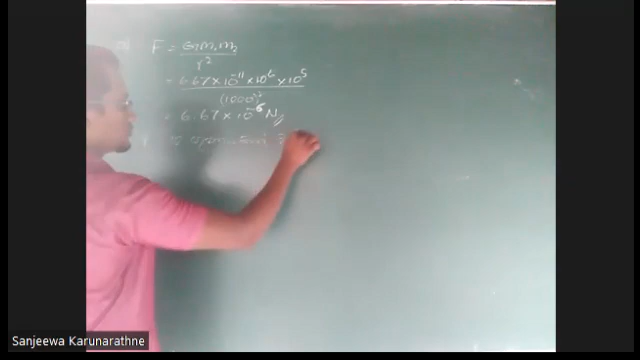 F = Gm₁m₂
r²
= 6.67×10⁻¹¹×10⁶×10⁵
(1000)²
= 6.67×10⁻⁶ N
Sanjeewa Karunarathne